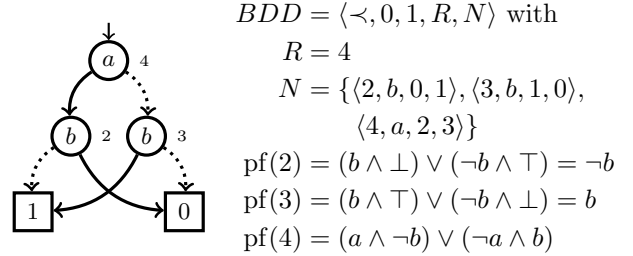 a 4
b 2 b 3
1 0
BDD = ⟨≺, 0, 1, R, N⟩ with
R = 4
N = {⟨2, b, 0, 1⟩, ⟨3, b, 1, 0⟩,
⟨4, a, 2, 3⟩}
pf(2) = (b ∧ ⊥) ∨ (¬b ∧ ⊤) = ¬b
pf(3) = (b ∧ ⊤) ∨ (¬b ∧ ⊥) = b
pf(4) = (a ∧ ¬b) ∨ (¬a ∧ b)